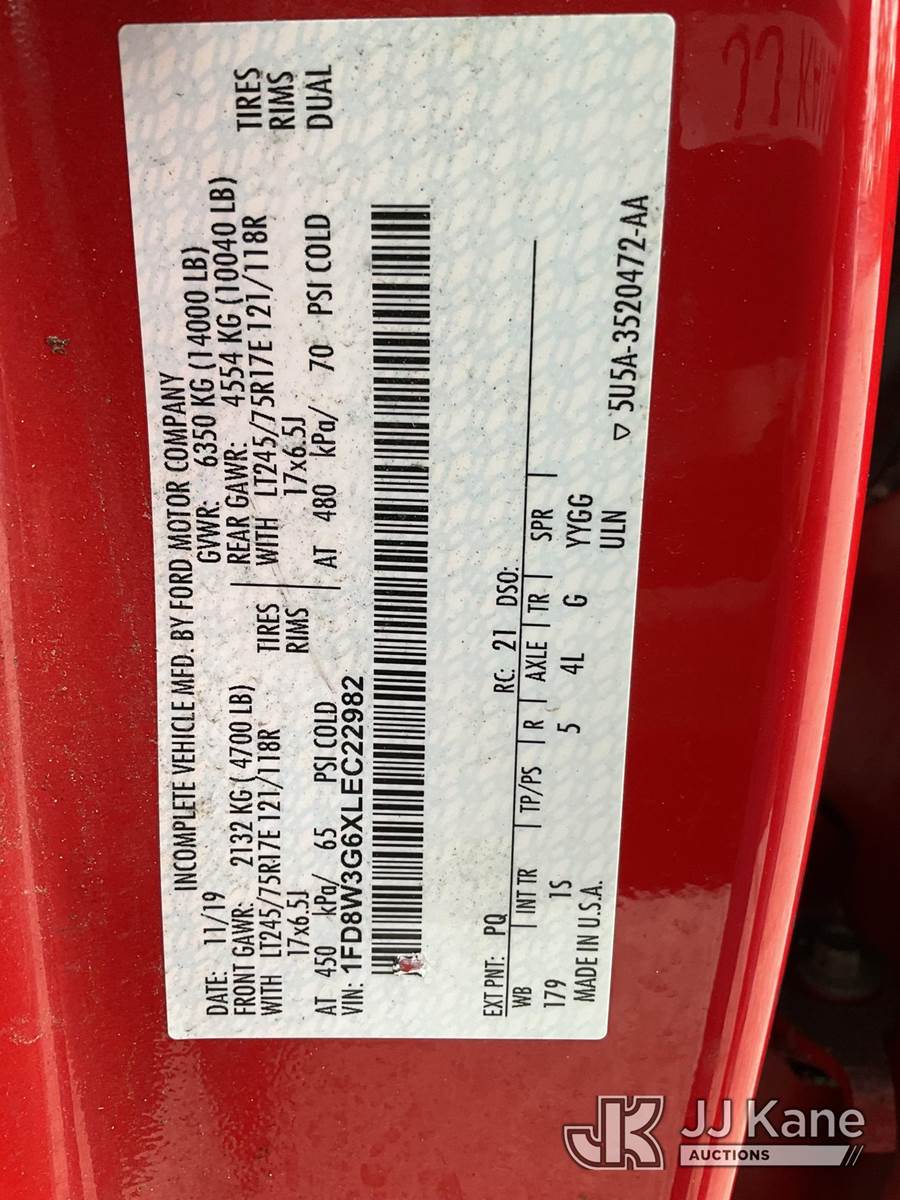 INCOMPLETE VEHICLE MFD. BY FORD MOTOR COMPANY
DATE: 11/19 GVWR: 6350 KG (14000 LB)
FRONT GAWR: 2132 KG ( 4700 LB) REAR GAWR: 4554 KG (10040 LB)
WITH LT245/75R17E 121/118R TIRES WITH LT245/75R17E 121/118R TIRES
17x6.5J RIMS 17x6.5J RIMS
AT 450 kPa/ 65 PSI COLD AT 480 kPa/ 70 PSI COLD DUAL
VIN: 1FD8W3G6XLEC22982
EXT PNT: PQ RC: 21 DSO:
WB INT TR TP/PS R AXLE TR SPR
179 1S 5 4L G YYGG
MADE IN U.S.A. ULN
▽ 5U5A-3520472-AA
JK JJ Kane
AUCTIONS